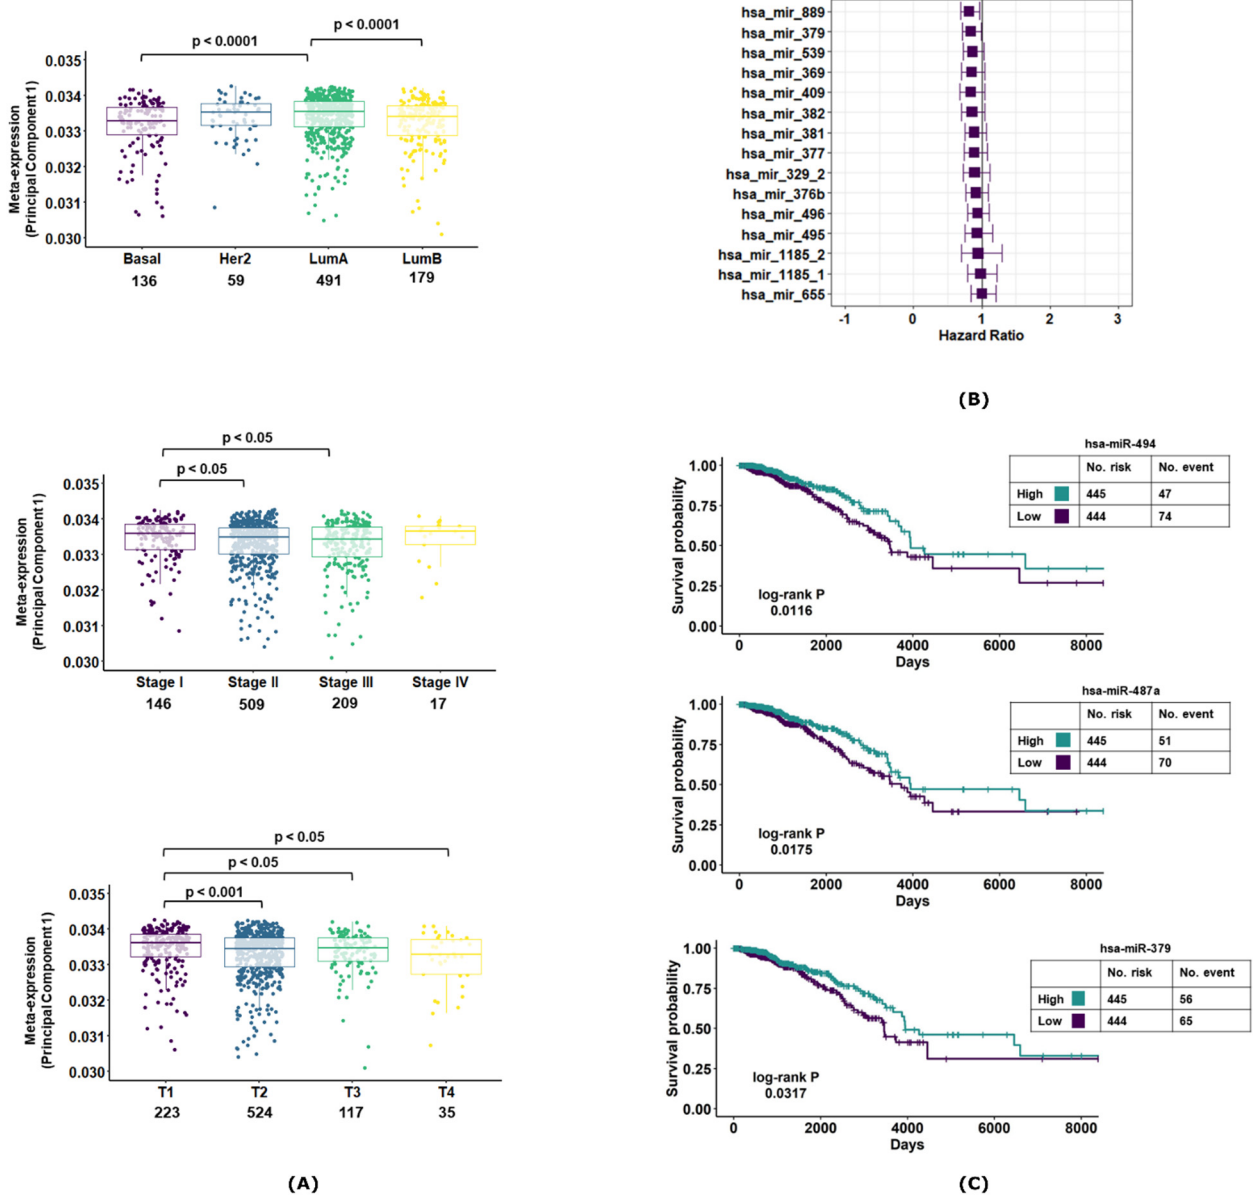 p < 0.0001
p < 0.0001
Meta-expression
(Principal Component 1)
0.035
0.034
0.033
0.032
0.031
0.030
Basal Her2 LumA LumB
136 59 491 179
p < 0.05
p < 0.05
Meta-expression
(Principal Component 1)
0.035
0.034
0.033
0.032
0.031
0.030
Stage I Stage II Stage III Stage IV
146 509 209 17
p < 0.05
p < 0.05
p < 0.001
Meta-expression
(Principal Component 1)
0.035
0.034
0.033
0.032
0.031
0.030
T1 T2 T3 T4
223 524 117 35
(A)
hsa_mir_889
hsa_mir_379
hsa_mir_539
hsa_mir_369
hsa_mir_409
hsa_mir_382
hsa_mir_381
hsa_mir_377
hsa_mir_329_2
hsa_mir_376b
hsa_mir_496
hsa_mir_495
hsa_mir_1185_2
hsa_mir_1185_1
hsa_mir_655
-1 0 1 2 3
Hazard Ratio
(B)
hsa-miR-494
No. risk No. event
High 445 47
Low 444 74
Survival probability
1.00
0.75
0.50
0.25
0.00
log-rank P
0.0116
0 2000 4000 6000 8000
Days
hsa-miR-487a
No. risk No. event
High 445 51
Low 444 70
Survival probability
1.00
0.75
0.50
0.25
0.00
log-rank P
0.0175
0 2000 4000 6000 8000
Days
hsa-miR-379
No. risk No. event
High 445 56
Low 444 65
Survival probability
1.00
0.75
0.50
0.25
0.00
log-rank P
0.0317
0 2000 4000 6000 8000
Days
(C)